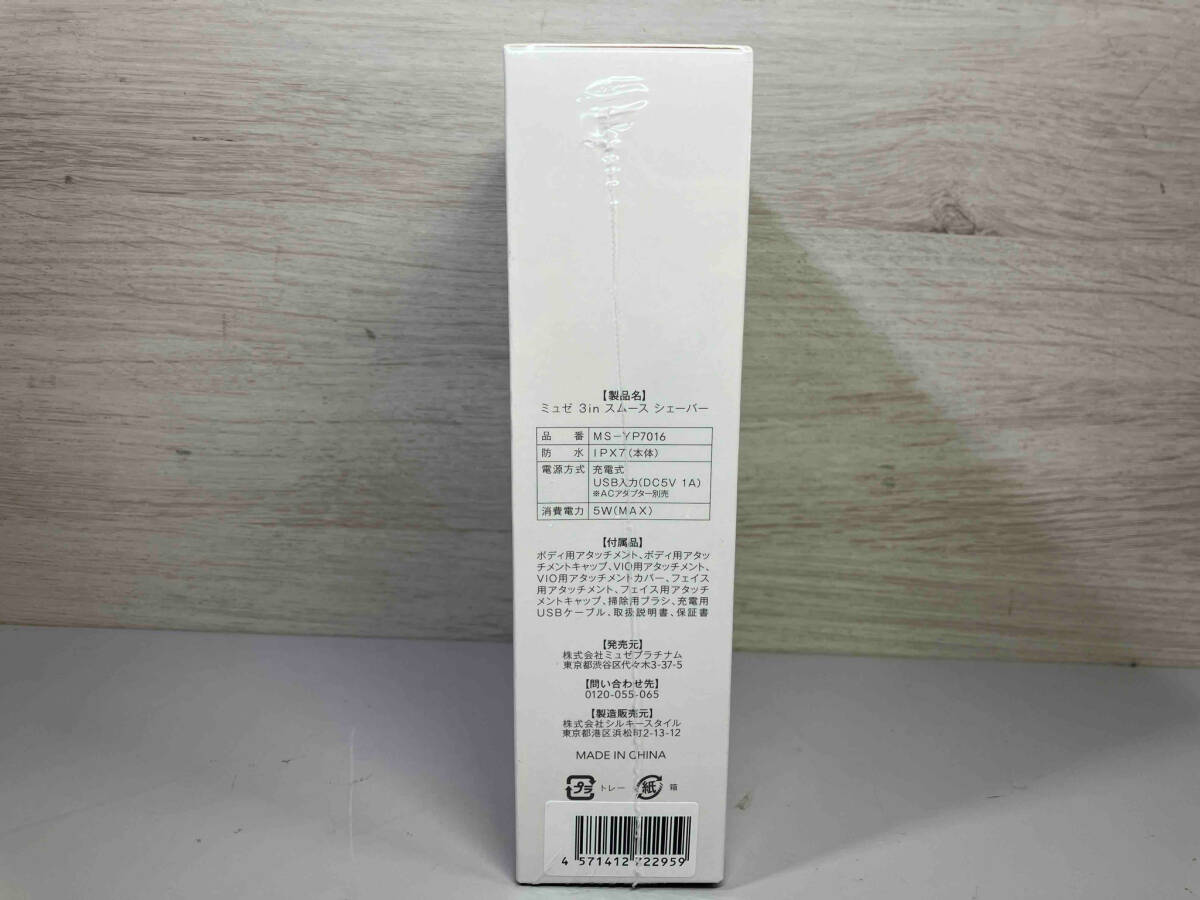 【製品名】
ミュゼ 3in スムース シェーバー
品 番 MS-YP7016
防 水 IPX7(本体)
電源方式 充電式
USB入力(DC5V 1A)
※ACアダプター別売
消費電力 5W(MAX)
【付属品】
ボディ用アタッチメント、ボディ用アタッ
チメントキャップ、VIO用アタッチメント、
VIO用アタッチメントカバー、フェイス
用アタッチメント、フェイス用アタッチ
メントキャップ、掃除用ブラシ、充電用
USBケーブル、取扱説明書、保証書
【発売元】
株式会社ミュゼプラチナム
東京都渋谷区代々木3-37-5
【問い合わせ先】
0120-055-065
【製造販売元】
株式会社シルキースタイル
東京都港区浜松町2-13-12
MADE IN CHINA
プラ トレー 紙 箱
4 571412 722959